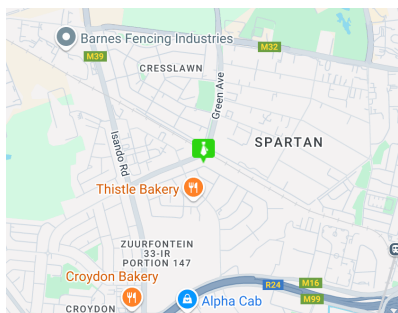 Barnes Fencing Industries
M32
M39
CRESSLAWN
Green Ave
Isando Rd
SPARTAN
Thistle Bakery
ZUURFONTEIN
33-IR
PORTION 147
Croydon Bakery
R24
M16
M99
Alpha Cab
CROYDON